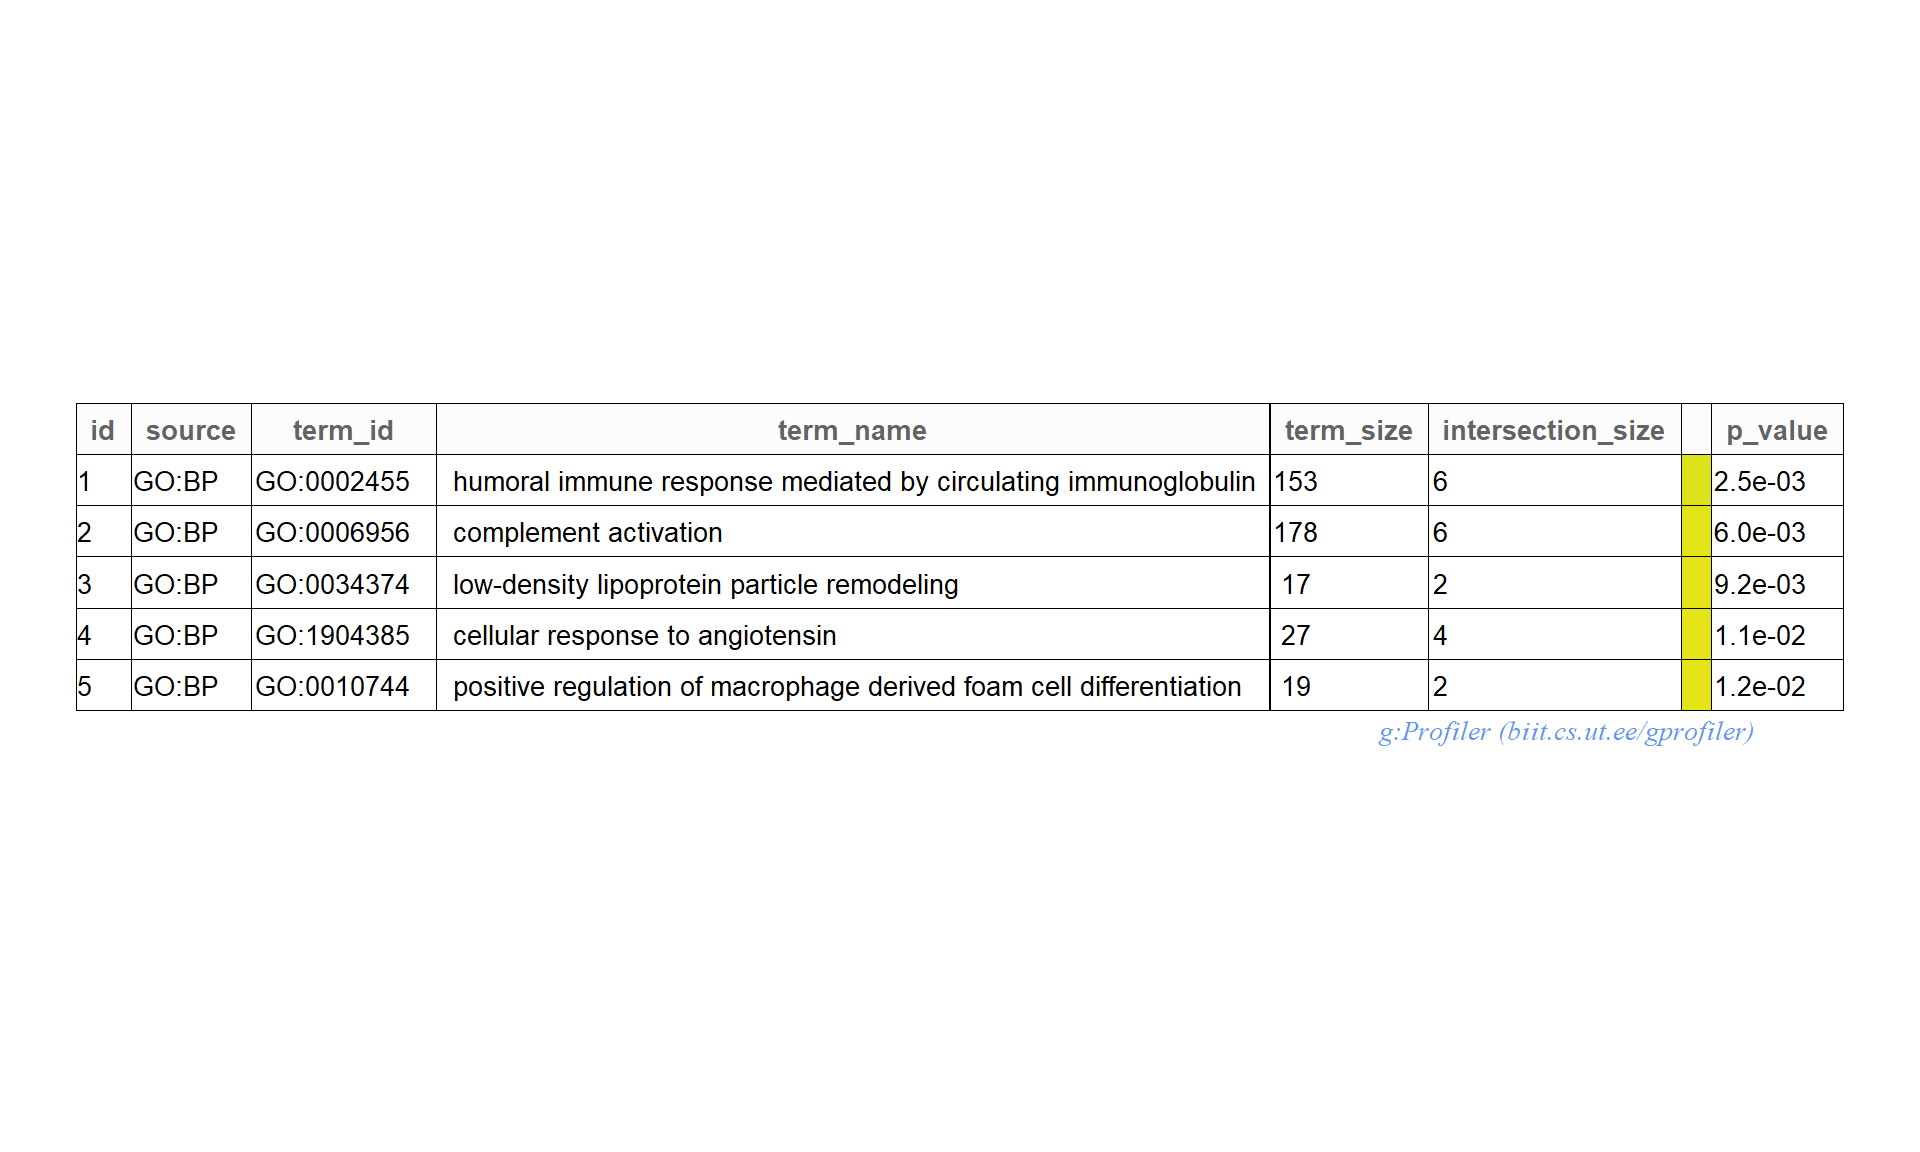 id source term_id term_name term_size intersection_size p_value
1 GO:BP GO:0002455 humoral immune response mediated by circulating immunoglobulin 153 6 2.5e-03
2 GO:BP GO:0006956 complement activation 178 6 6.0e-03
3 GO:BP GO:0034374 low-density lipoprotein particle remodeling 17 2 9.2e-03
4 GO:BP GO:1904385 cellular response to angiotensin 27 4 1.1e-02
5 GO:BP GO:0010744 positive regulation of macrophage derived foam cell differentiation 19 2 1.2e-02
g:Profiler (biit.cs.ut.ee/gprofiler)